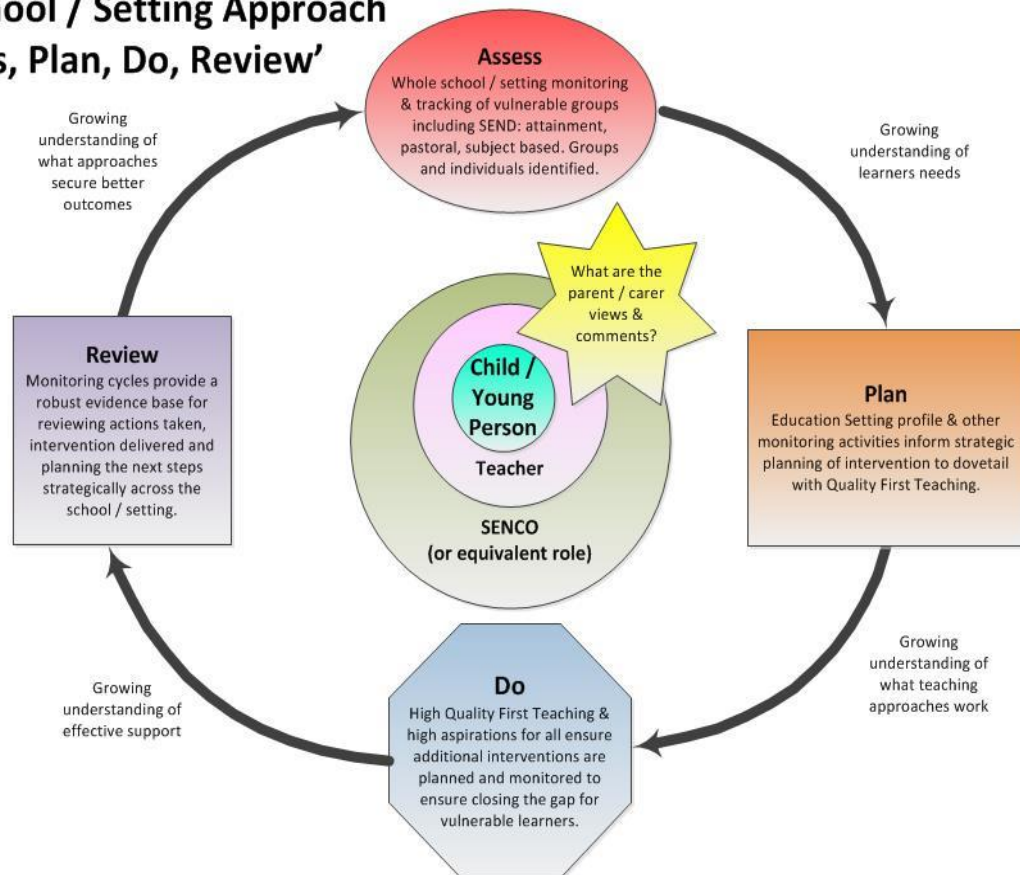 ool / Setting Approach
, Plan, Do, Review’
Assess
Whole school / setting monitoring
& tracking of vulnerable groups
including SEND: attainment,
pastoral, subject based. Groups
and individuals identified.
Growing
understanding of
what approaches
secure better
outcomes
Growing
understanding of
learners needs
What are the
parent / carer
views &
comments?
Child /
Young
Person
Teacher
SENCO
(or equivalent role)
Review
Monitoring cycles provide a
robust evidence base for
reviewing actions taken,
intervention delivered and
planning the next steps
strategically across the
school / setting.
Plan
Education Setting profile & other
monitoring activities inform strategic
planning of intervention to dovetail
with Quality First Teaching.
Growing
understanding of
what teaching
approaches work
Growing
understanding of
effective support
Do
High Quality First Teaching &
high aspirations for all ensure
additional interventions are
planned and monitored to
ensure closing the gap for
vulnerable learners.